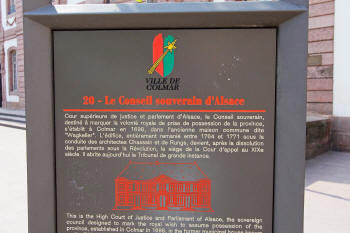 VILLE DE
COLMAR
20 - Le Conseil souverain d'Alsace
Cour supérieure de justice et parlement d'Alsace, le Conseil souverain,
destiné à marquer la volonté royale de prise de possession de la province,
s'établit à Colmar en 1698, dans l'ancienne maison commune dite
"Wagkeller". L'édifice, entièrement remanié entre 1764 et 1771 sous la
conduite des architectes Chassain et de Rungs, devint, après la dissolution
des parlements sous la Révolution, le siège de la Cour d'appel au XIXe
siècle. Il abrite aujourd'hui le Tribunal de grande instance.
This is the High Court of Justice and Parliament of Alsace, the sovereign
council designed to mark the royal wish to assume possession of the
province, established in Colmar in 1698, in the former municipal house known